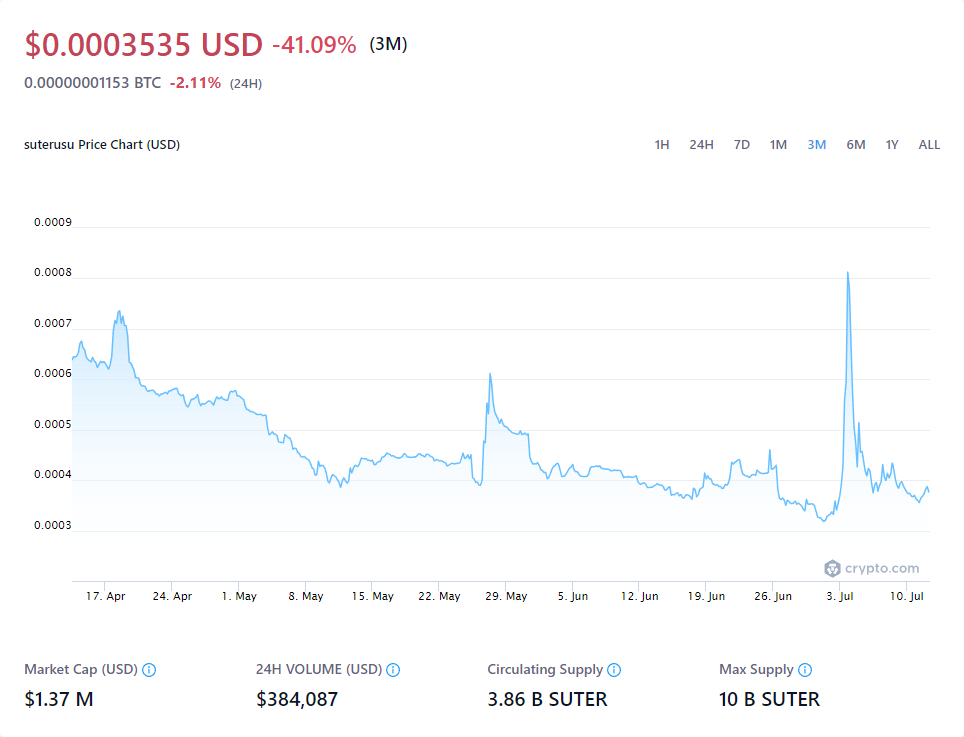 $0.0003535 USD -41.09% (3M)
0.00000001153 BTC -2.11% (24H)
suterusu Price Chart (USD) 1H 24H 7D 1M 3M 6M 1Y ALL
0.0009
0.0008
0.0007
0.0006
0.0005
0.0004
0.0003
crypto.com
17. Apr 24. Apr 1. May 8. May 15. May 22. May 29. May 5. Jun 12. Jun 19. Jun 26. Jun 3. Jul 10. Jul
Market Cap (USD) 24H VOLUME (USD) Circulating Supply Max Supply
$1.37 M $384,087 3.86 B SUTER 10 B SUTER